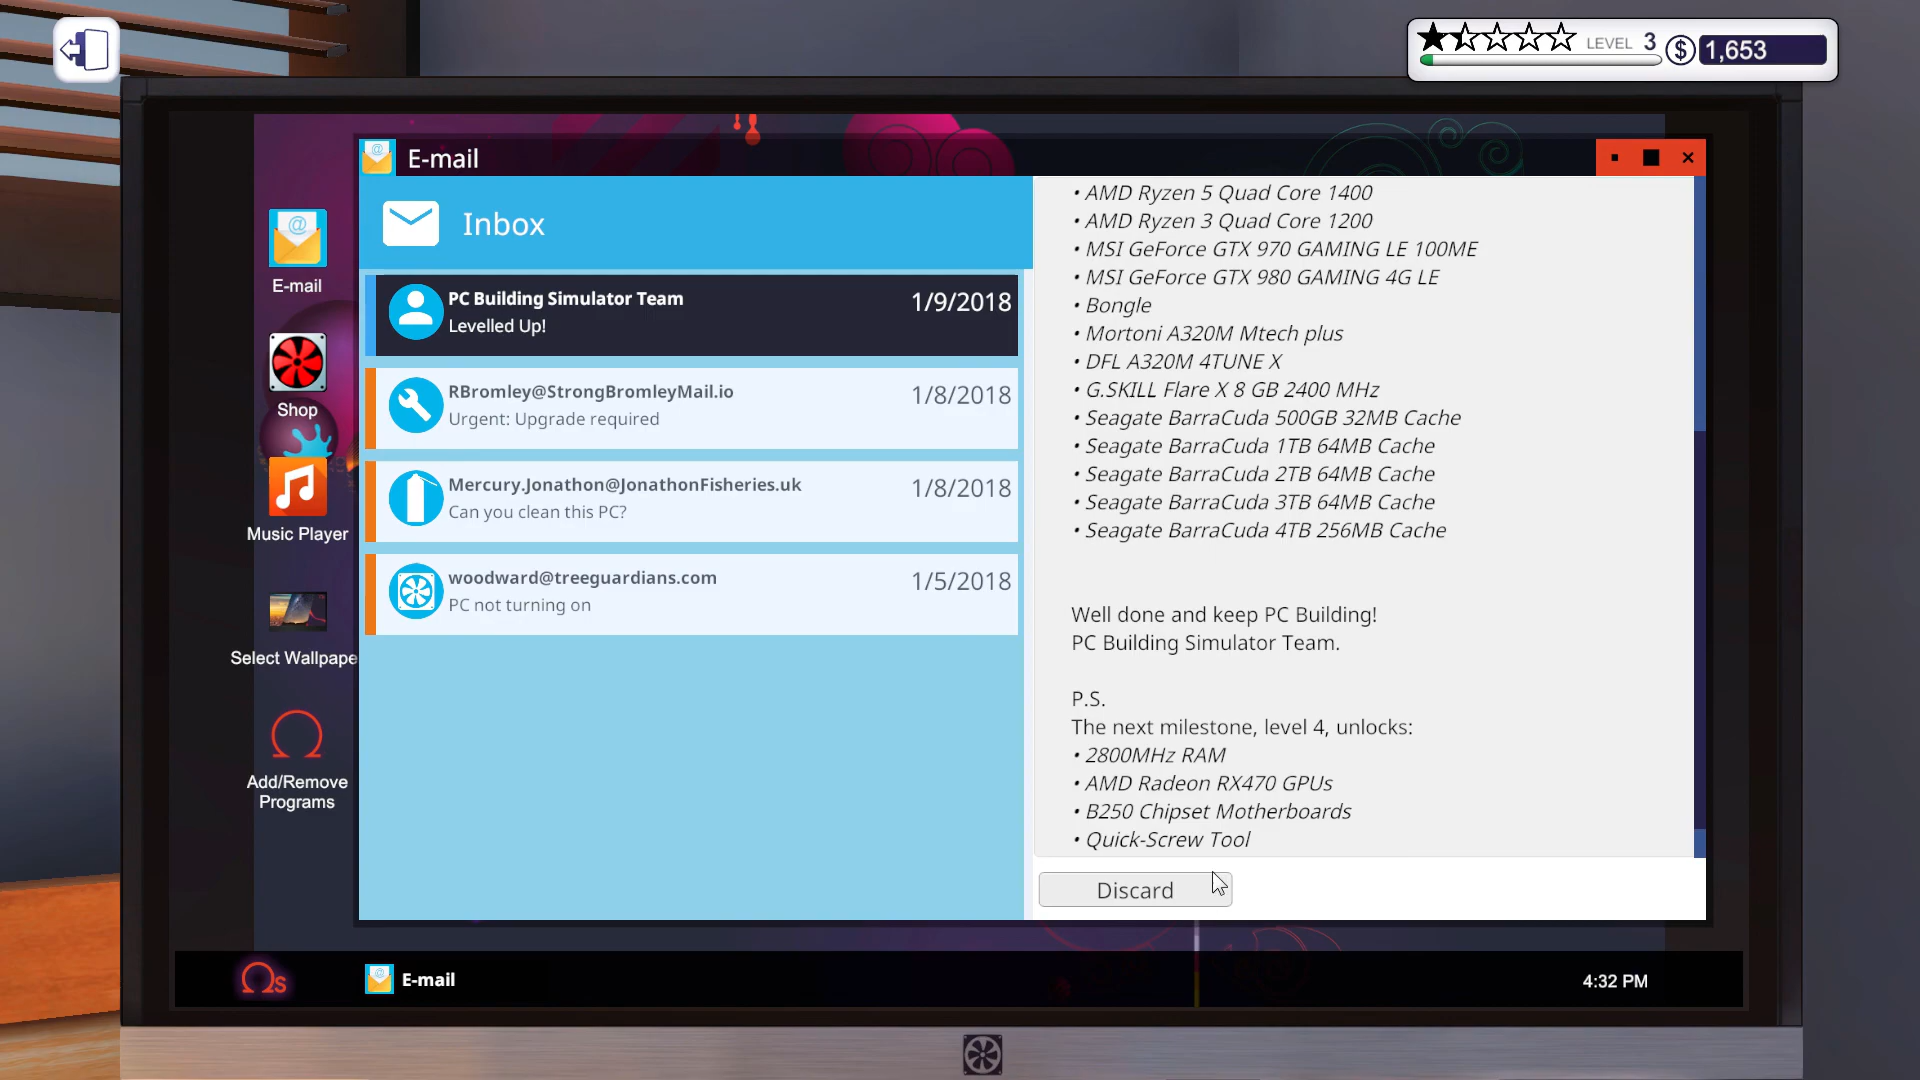 LEVEL 3
$ 1,653
E-mail
Inbox
PC Building Simulator Team 1/9/2018
Levelled Up!
RBromley@StrongBromleyMail.io 1/8/2018
Urgent: Upgrade required
Mercury.Jonathon@JonathonFisheries.uk 1/8/2018
Can you clean this PC?
woodward@treeguardians.com 1/5/2018
PC not turning on
• AMD Ryzen 5 Quad Core 1400
• AMD Ryzen 3 Quad Core 1200
• MSI GeForce GTX 970 GAMING LE 100ME
• MSI GeForce GTX 980 GAMING 4G LE
• Bongle
• Mortoni A320M Mtech plus
• DFL A320M 4TUNE X
• G.SKILL Flare X 8 GB 2400 MHz
• Seagate BarraCuda 500GB 32MB Cache
• Seagate BarraCuda 1TB 64MB Cache
• Seagate BarraCuda 2TB 64MB Cache
• Seagate BarraCuda 3TB 64MB Cache
• Seagate BarraCuda 4TB 256MB Cache
Well done and keep PC Building!
PC Building Simulator Team.
P.S.
The next milestone, level 4, unlocks:
• 2800MHz RAM
• AMD Radeon RX470 GPUs
• B250 Chipset Motherboards
• Quick-Screw Tool
Discard
E-mail
Shop
Music Player
Select Wallpape
Add/Remove
Programs
Ωs
E-mail
4:32 PM